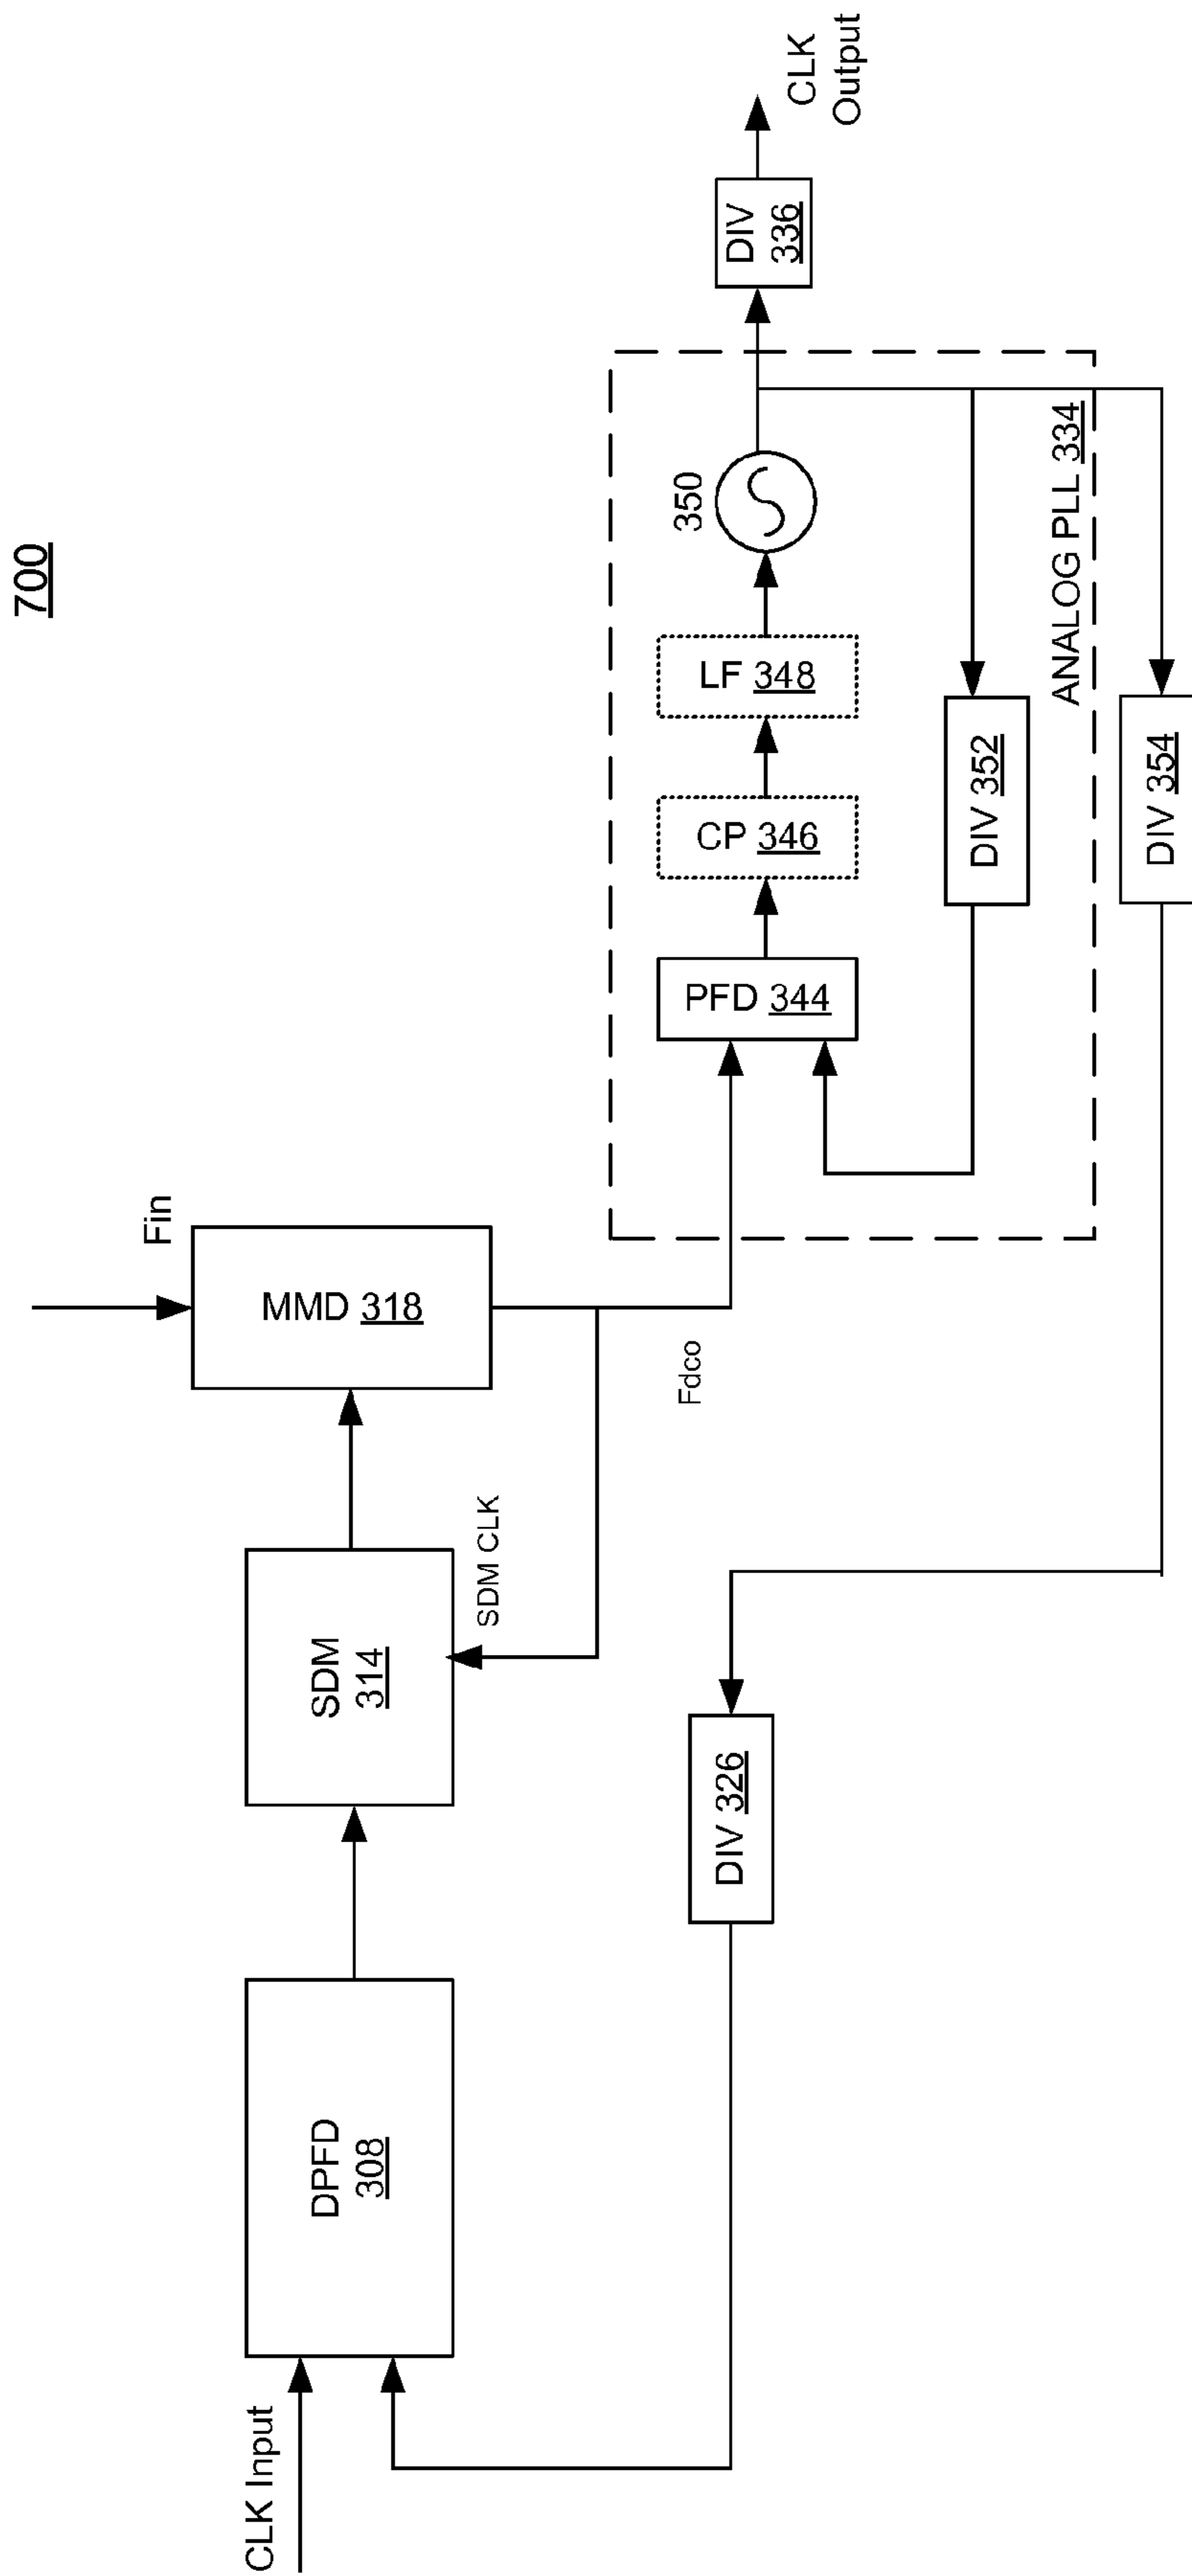 700
CLK Input
DPFD
308
SDM
314
SDM CLK
MMD 318
Fin
Fdco
DIV 326
PFD 344
CP 346
LF 348
350
DIV 352
ANALOG PLL 334
DIV 354
DIV
336
CLK
Output